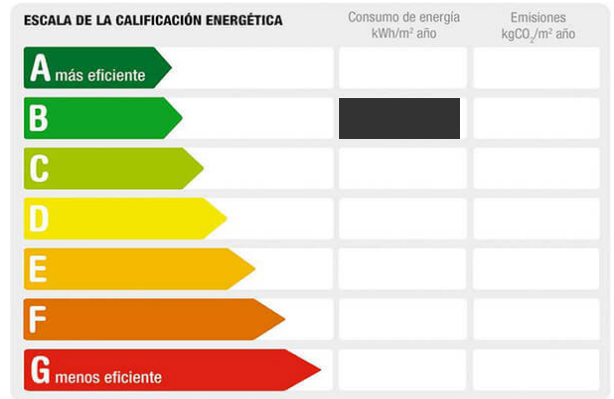 ESCALA DE LA CALIFICACIÓN ENERGÉTICA
Consumo de energía
kWh/m² año
Emisiones
kgCO₂/m² año
A más eficiente
B
C
D
E
F
G menos eficiente